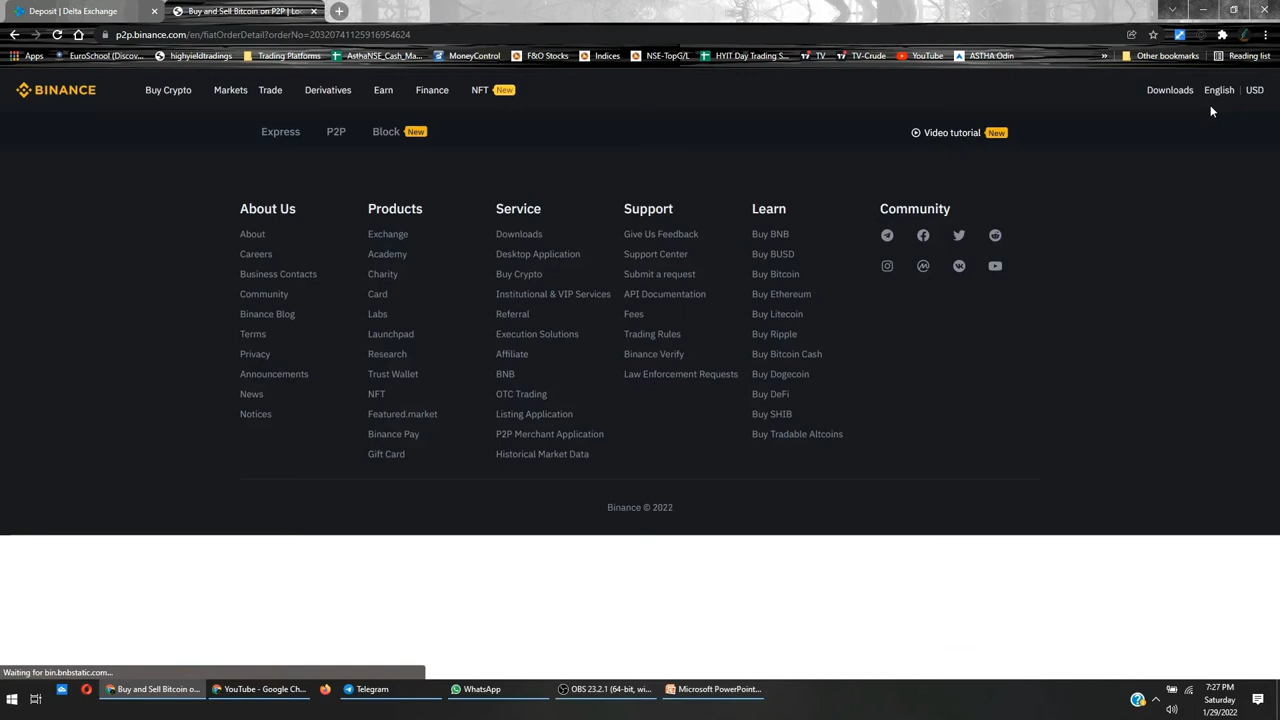 Deposit | Delta Exchange
Buy and Sell Bitcoin on P2P | Lo
p2p.binance.com/en/fiatOrderDetail?orderNo=20320741125916954624
Apps EuroSchool (Discov... highyieldtradings Trading Platforms AsthaNSE_Cash_Ma... MoneyControl F&O Stocks Indices NSE-TopG/L HYIT Day Trading S... TV TV-Crude YouTube ASTHA Odin » Other bookmarks Reading list
BINANCE Buy Crypto Markets Trade Derivatives Earn Finance NFT New Downloads English USD
Express P2P Block New Video tutorial New
About Us
About
Careers
Business Contacts
Community
Binance Blog
Terms
Privacy
Announcements
News
Notices
Products
Exchange
Academy
Charity
Card
Labs
Launchpad
Research
Trust Wallet
NFT
Featured.market
Binance Pay
Gift Card
Service
Downloads
Desktop Application
Buy Crypto
Institutional & VIP Services
Referral
Execution Solutions
Affiliate
BNB
OTC Trading
Listing Application
P2P Merchant Application
Historical Market Data
Support
Give Us Feedback
Support Center
Submit a request
API Documentation
Fees
Trading Rules
Binance Verify
Law Enforcement Requests
Learn
Buy BNB
Buy BUSD
Buy Bitcoin
Buy Ethereum
Buy Litecoin
Buy Ripple
Buy Bitcoin Cash
Buy Dogecoin
Buy DeFi
Buy SHIB
Buy Tradable Altcoins
Community
Binance © 2022
Waiting for bin.bnbstatic.com...
Buy and Sell Bitcoin o... YouTube - Google Ch... Telegram WhatsApp OBS 23.2.1 (64-bit, wi... Microsoft PowerPoint...
7:27 PM
Saturday
1/29/2022